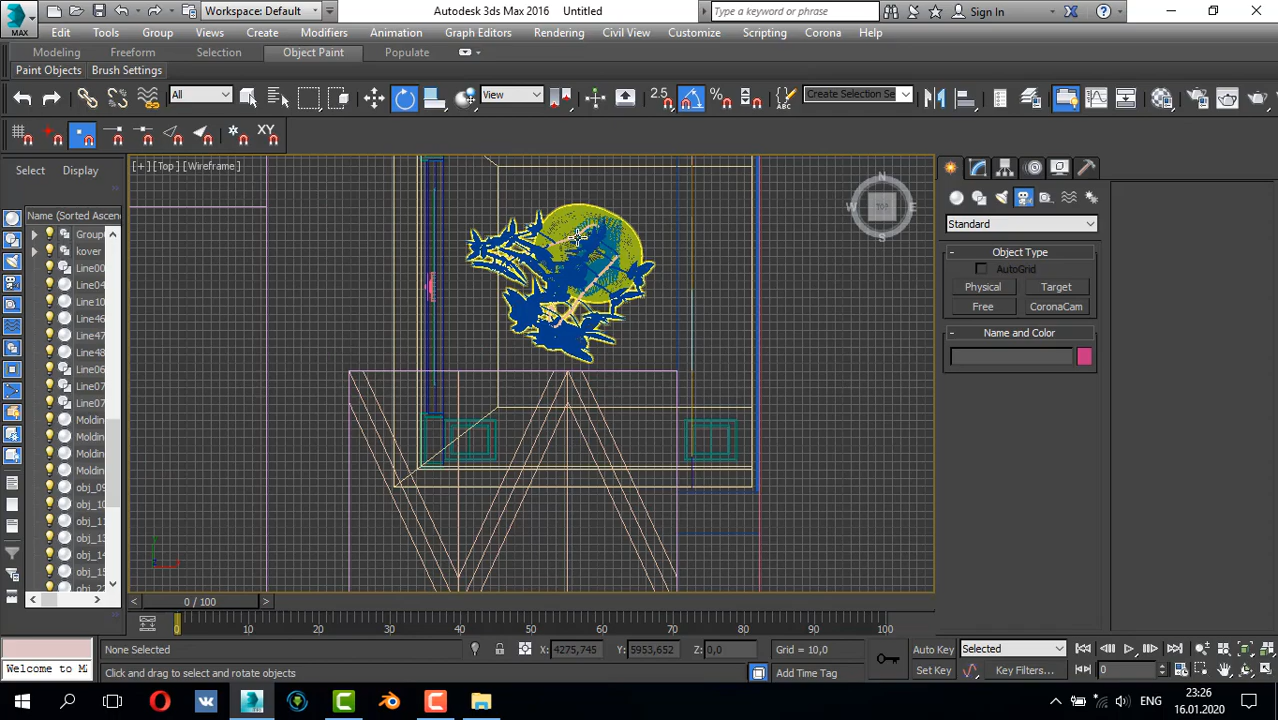 MAX
Workspace: Default
Autodesk 3ds Max 2016
Untitled
Type a keyword or phrase
Sign In
Edit Tools Group Views Create Modifiers Animation Graph Editors Rendering Civil View Customize Scripting Corona Help
Modeling Freeform Selection Object Paint Populate
Paint Objects Brush Settings
All
View
2.5
Create Selection Se
XY
Select Display
[+] [Top] [Wireframe]
Name (Sorted Ascen
Group
kover
Line00
Line04
Line10
Line46
Line47
Line48
Line06
Line07
Line07
Moldin
Moldin
Moldin
Moldin
obj_09
obj_10
obj_11
obj_13
obj_14
obj_15
N
W TOP E
S
Standard
- Object Type
AutoGrid
Physical Target
Free CoronaCam
- Name and Color
0 / 100
0 10 20 30 40 50 60 70 80 90 100
Welcome to M
None Selected
X: 4275,745 Y: 5953,652 Z: 0,0 Grid = 10,0
Click and drag to select and rotate objects
Add Time Tag
Auto Key Selected
Set Key Key Filters...
0
ENG
23:26
16.01.2020